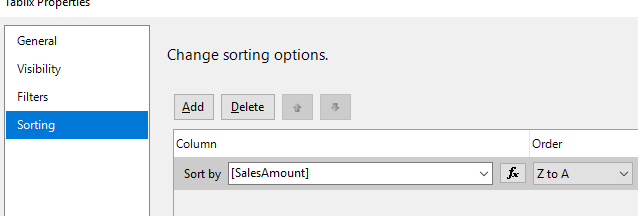 Tablix Properties
General
Visibility
Filters
Sorting
Change sorting options.
Add Delete
Column Order
Sort by [SalesAmount] fx Z to A